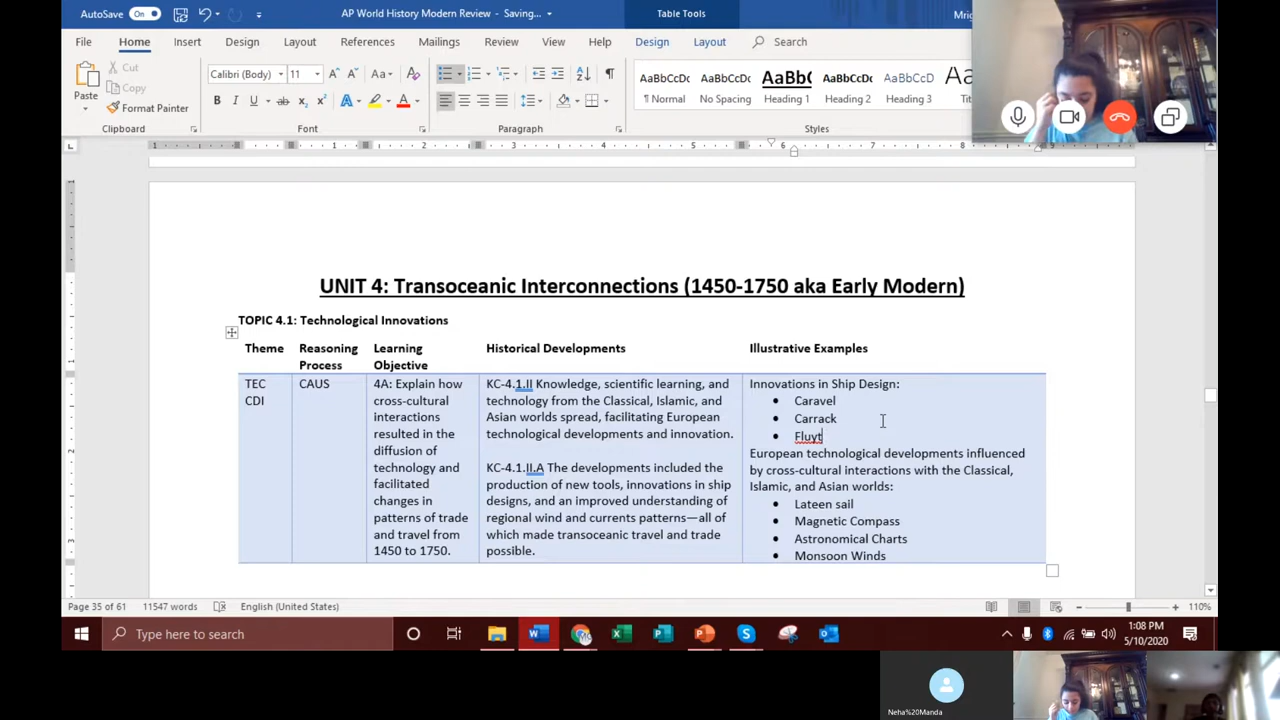 AutoSave On AP World History Modern Review - Saving... Table Tools Mrig
File Home Insert Design Layout References Mailings Review View Help Design Layout Search
Cut
Copy
Paste Format Painter
Clipboard
Calibri (Body) 11
Font
Paragraph
AaBbCcDc AaBbCcDc AaBbC AaBbCcDc AaBbCcDc
¶ Normal No Spacing Heading 1 Heading 2 Heading 3
Styles
UNIT 4: Transoceanic Interconnections (1450-1750 aka Early Modern)
TOPIC 4.1: Technological Innovations
Theme
Reasoning
Process
Learning
Objective
Historical Developments
Illustrative Examples
TEC
CDI
CAUS
4A: Explain how
cross-cultural
interactions
resulted in the
diffusion of
technology and
facilitated
changes in
patterns of trade
and travel from
1450 to 1750.
KC-4.1.II Knowledge, scientific learning, and
technology from the Classical, Islamic, and
Asian worlds spread, facilitating European
technological developments and innovation.
KC-4.1.II.A The developments included the
production of new tools, innovations in ship
designs, and an improved understanding of
regional wind and currents patterns—all of
which made transoceanic travel and trade
possible.
Innovations in Ship Design:
• Caravel
• Carrack
• Fluyt
European technological developments influenced
by cross-cultural interactions with the Classical,
Islamic, and Asian worlds:
• Lateen sail
• Magnetic Compass
• Astronomical Charts
• Monsoon Winds
Page 35 of 61 11547 words English (United States) 110%
Type here to search
1:08 PM
5/10/2020
Neha%20Manda